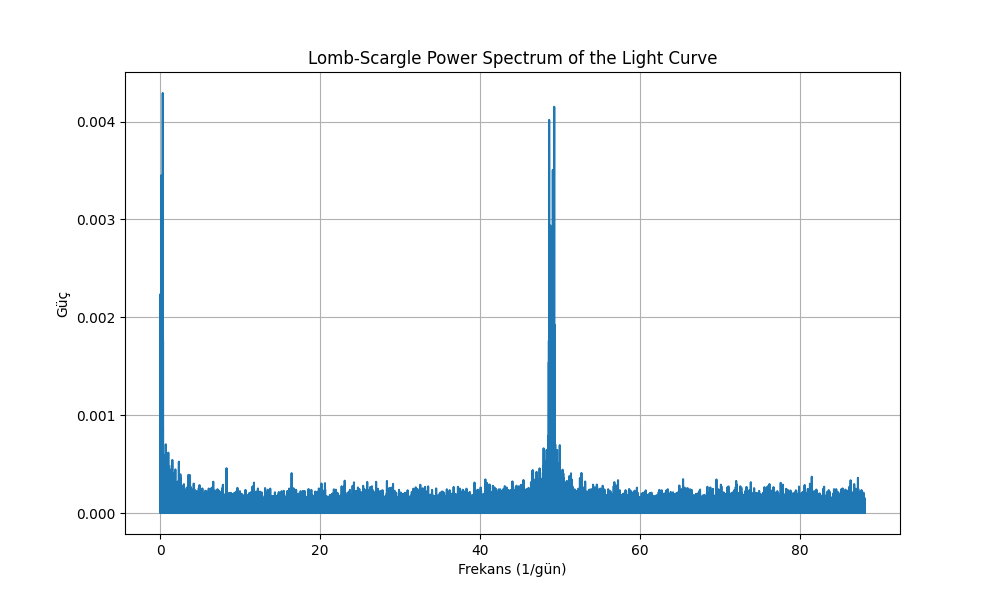 Lomb-Scargle Power Spectrum of the Light Curve
Güç
0.004
0.003
0.002
0.001
0.000
0 20 40 60 80
Frekans (1/gün)